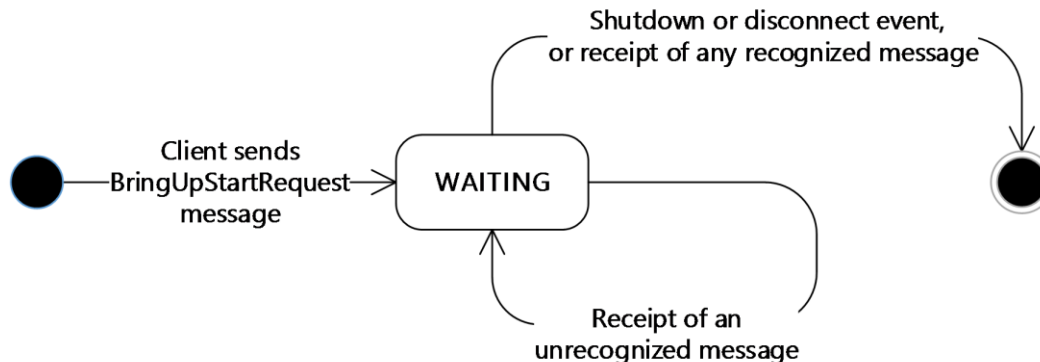 Shutdown or disconnect event,
or receipt of any recognized message
Client sends
BringUpStartRequest
message
WAITING
Receipt of an
unrecognized message